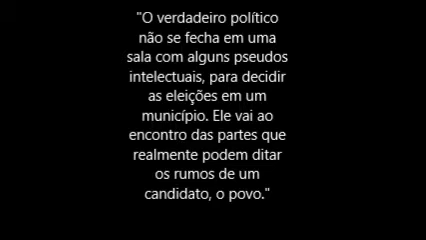 "O verdadeiro político
não se fecha em uma
sala com alguns pseudos
intelectuais, para decidir
as eleições em um
município. Ele vai ao
encontro das partes que
realmente podem ditar
os rumos de um
candidato, o povo."